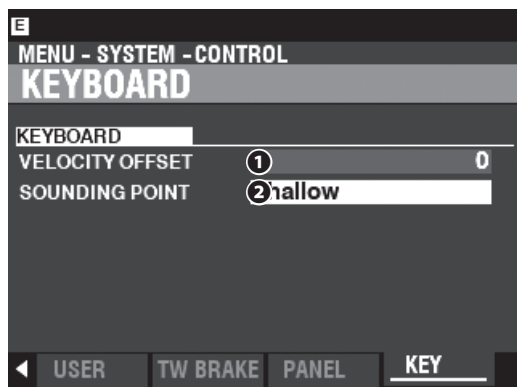 E
MENU - SYSTEM - CONTROL
KEYBOARD
KEYBOARD
VELOCITY OFFSET 1 0
SOUNDING POINT 2 hallow
◀ USER TW BRAKE PANEL KEY